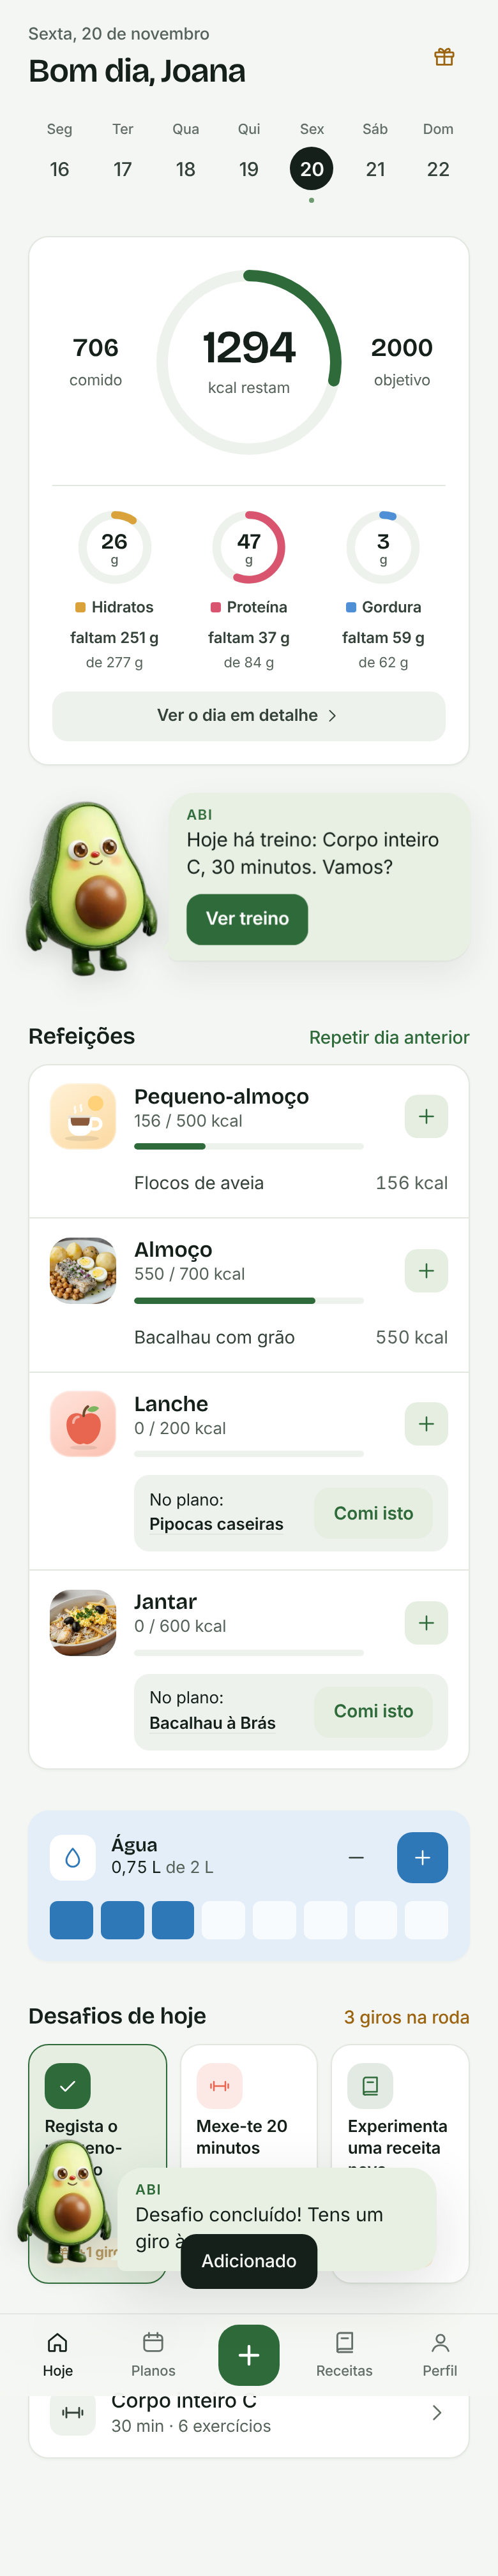 Sexta, 20 de novembro
Bom dia, Joana
Seg Ter Qua Qui Sex Sáb Dom
16 17 18 19 20 21 22
706
comido
1294
kcal restam
2000
objetivo
26 g
47 g
3 g
Hidratos Proteína Gordura
faltam 251 g faltam 37 g faltam 59 g
de 277 g de 84 g de 62 g
Ver o dia em detalhe
ABI
Hoje há treino: Corpo inteiro
C, 30 minutos. Vamos?
Ver treino
Refeições Repetir dia anterior
Pequeno-almoço
156 / 500 kcal
Flocos de aveia 156 kcal
Almoço
550 / 700 kcal
Bacalhau com grão 550 kcal
Lanche
0 / 200 kcal
No plano:
Pipocas caseiras
Comi isto
Jantar
0 / 600 kcal
No plano:
Bacalhau à Brás
Comi isto
Água
0,75 L de 2 L
Desafios de hoje 3 giros na roda
Regista o
Mexe-te 20
minutos
Experimenta
uma receita
ABI
Desafio concluído! Tens um
giro
Adicionado
Hoje Planos Receitas Perfil
Corpo inteiro C
30 min · 6 exercícios